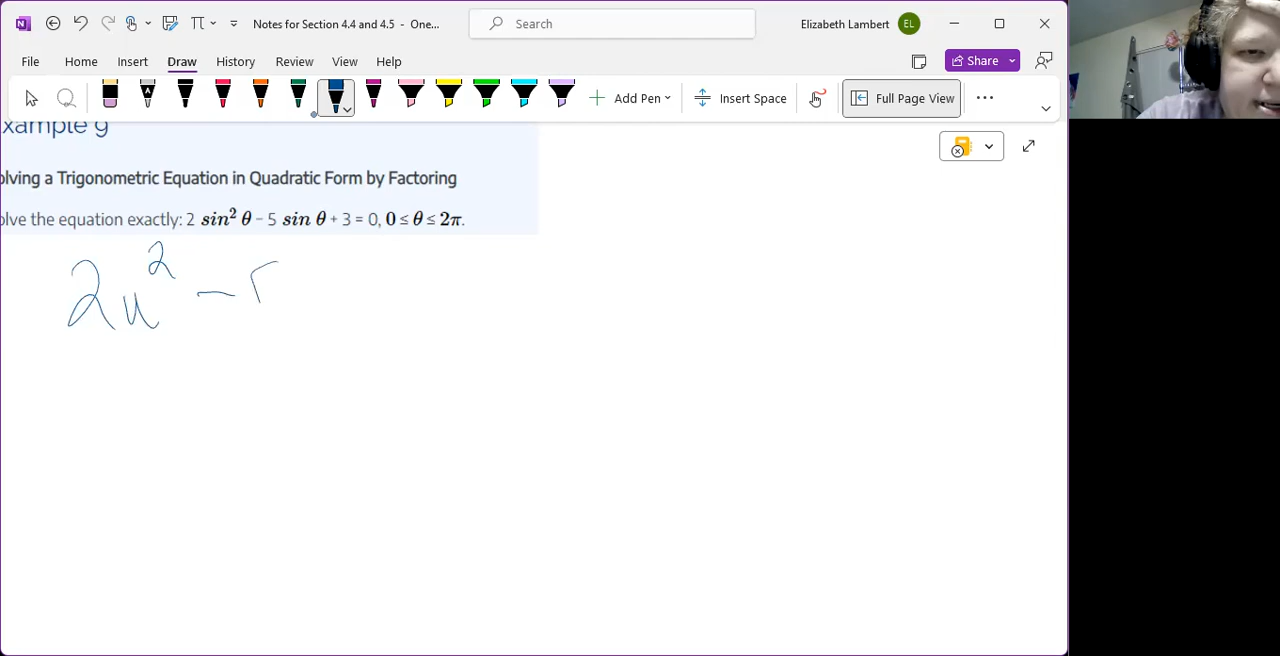 Notes for Section 4.4 and 4.5 - One...
Search
Elizabeth Lambert EL
File Home Insert Draw History Review View Help
Share
A
Add Pen
Insert Space
Full Page View
xample 9
olving a Trigonometric Equation in Quadratic Form by Factoring
olve the equation exactly: 2 sin² θ − 5 sin θ + 3 = 0, 0 ≤ θ ≤ 2π.
2u² −